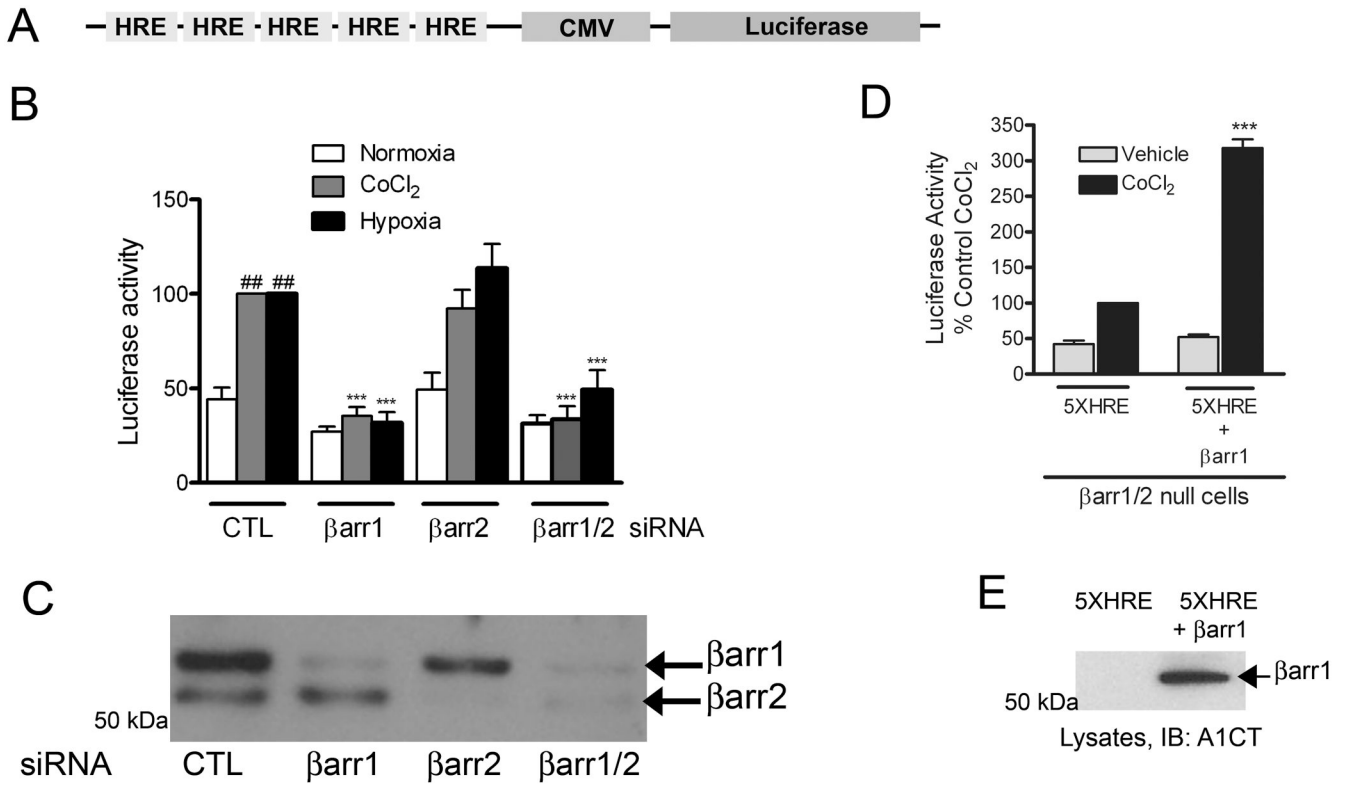 A
HRE HRE HRE HRE HRE CMV Luciferase
B
Normoxia
CoCl2
Hypoxia
Luciferase activity
150
100
50
0
## ##
*** ***
*** ***
CTL βarr1 βarr2 βarr1/2 siRNA
C
βarr1
βarr2
50 kDa
siRNA CTL βarr1 βarr2 βarr1/2
D
Vehicle
CoCl2
Luciferase Activity
% Control CoCl2
350
300
250
200
150
100
50
0
***
5XHRE 5XHRE
+
βarr1
βarr1/2 null cells
E
5XHRE 5XHRE
+ βarr1
βarr1
50 kDa
Lysates, IB: A1CT